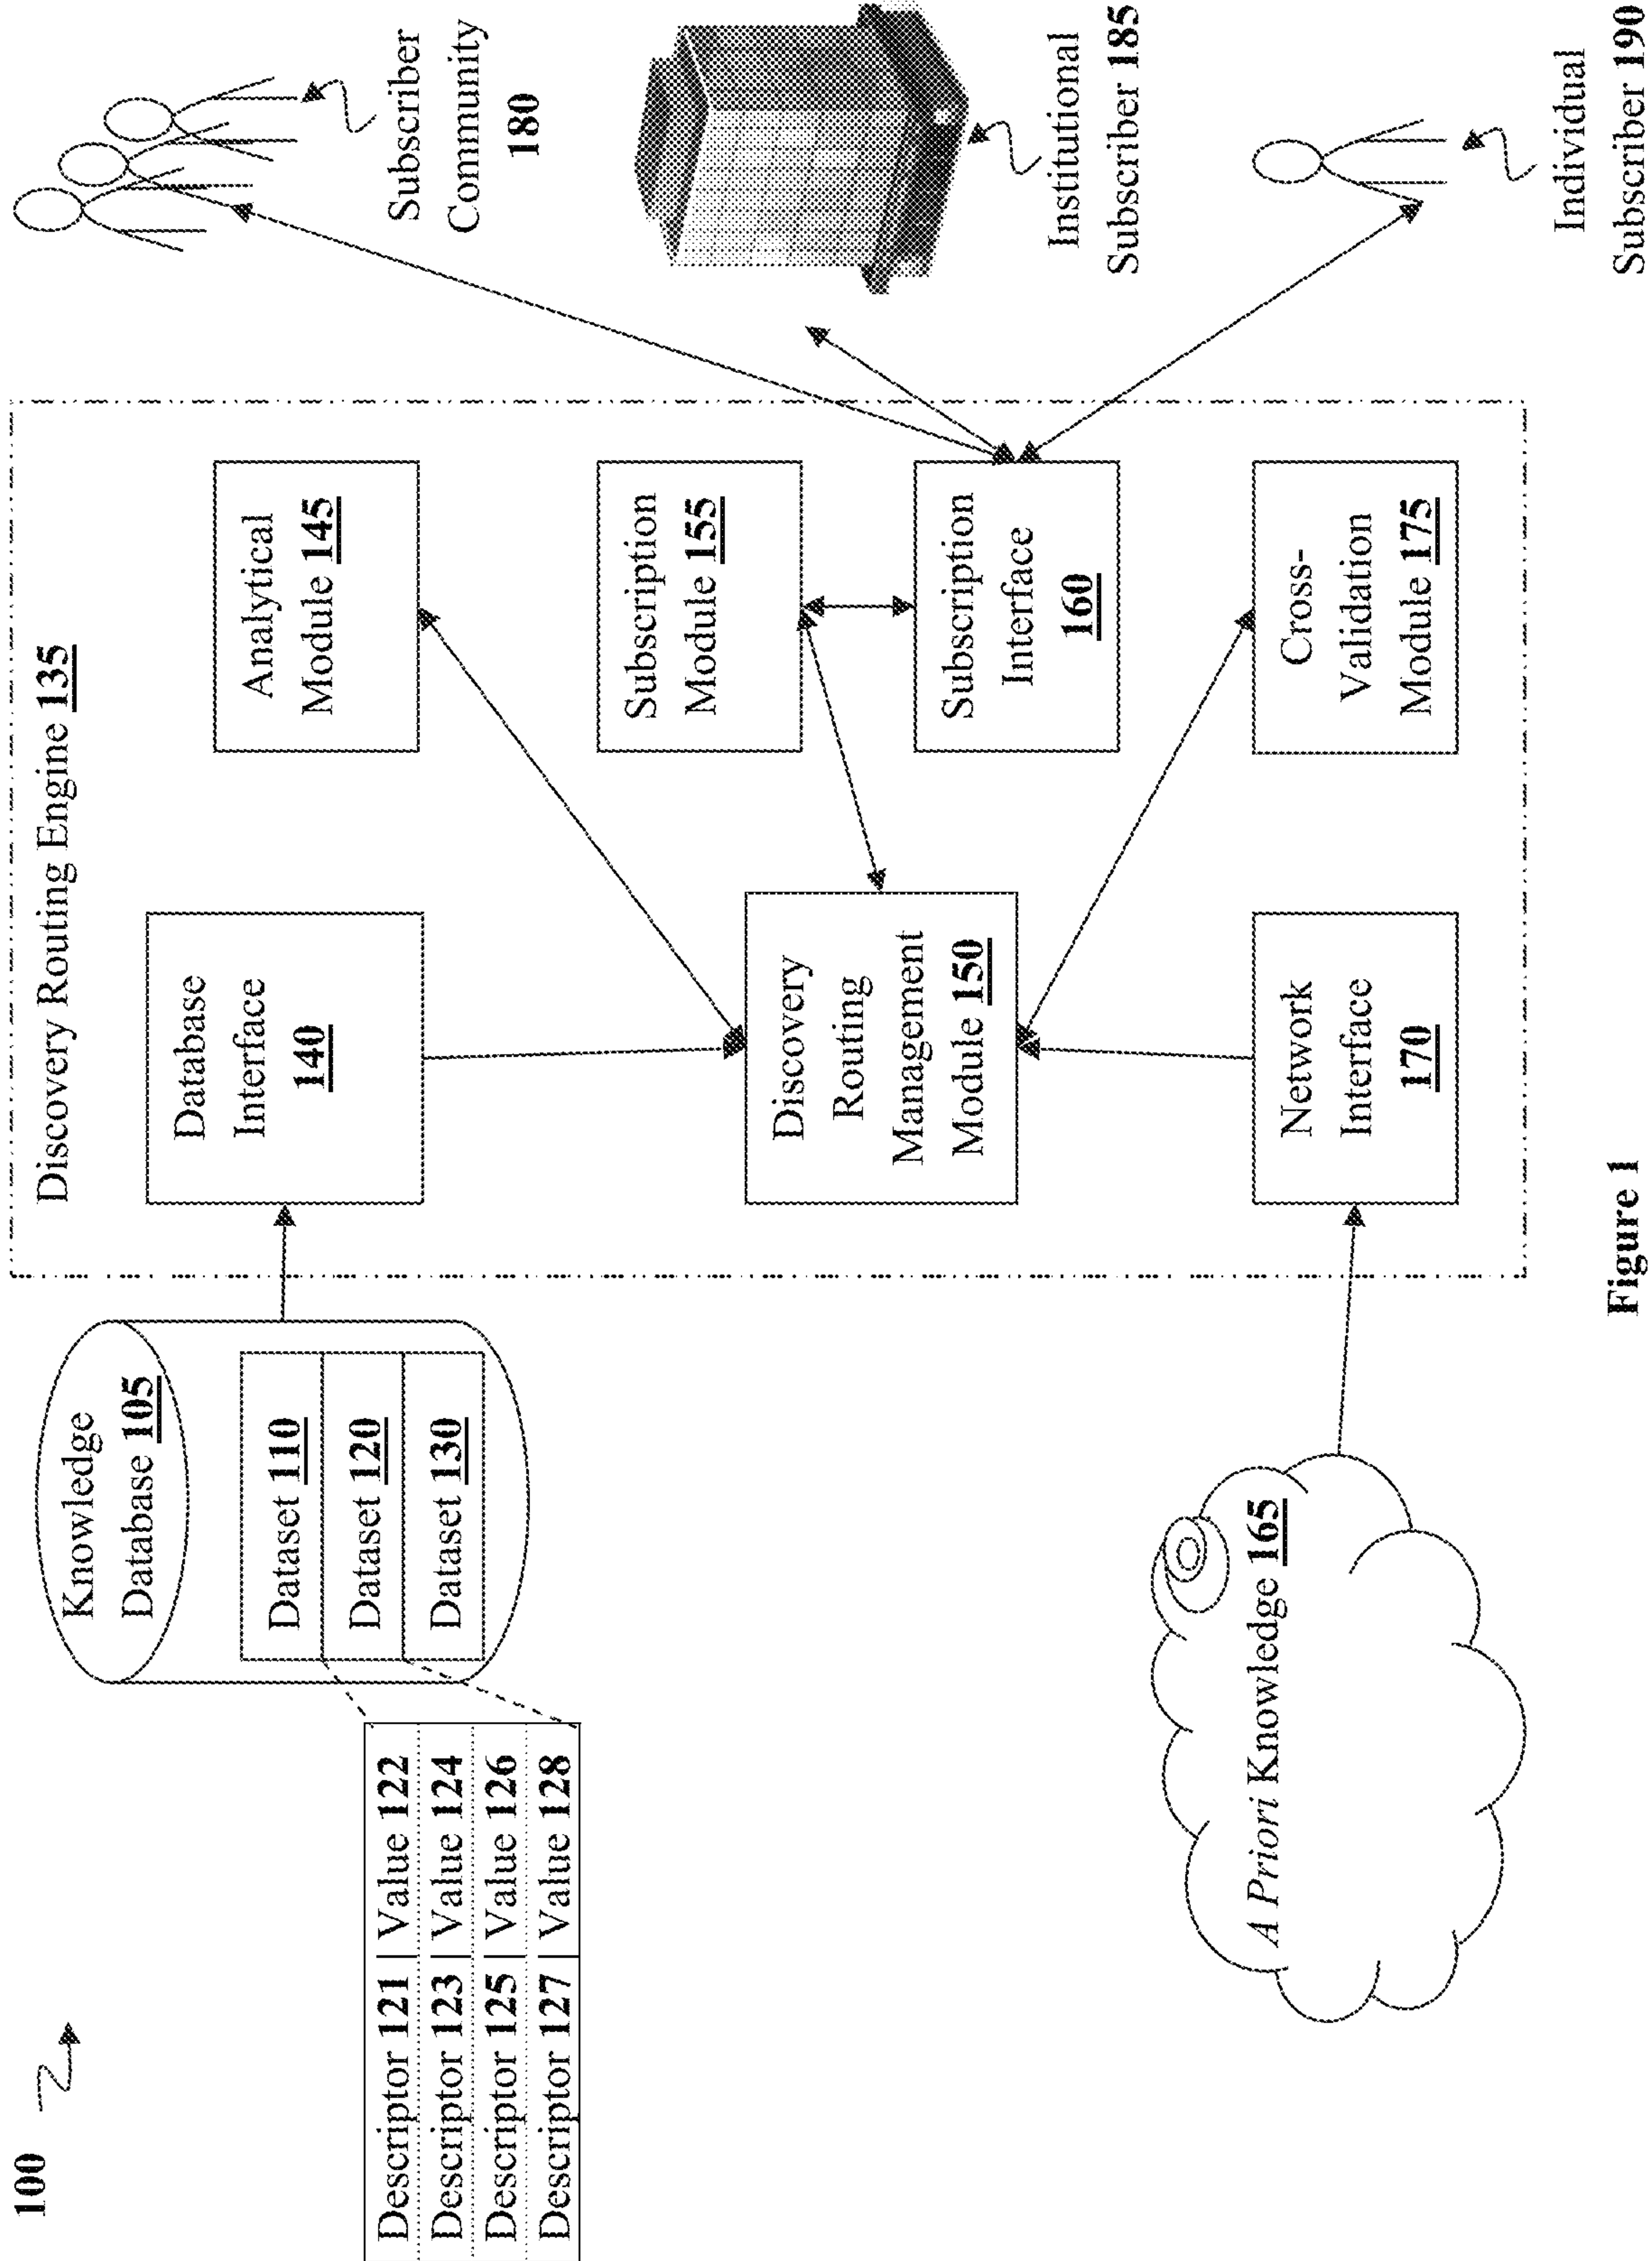 100
Descriptor 121 | Value 122
Descriptor 123 | Value 124
Descriptor 125 | Value 126
Descriptor 127 | Value 128
Knowledge
Database 105
Dataset 110
Dataset 120
Dataset 130
A Priori Knowledge 165
Discovery Routing Engine 135
Database
Interface
140
Discovery
Routing
Management
Module 150
Network
Interface
170
Analytical
Module 145
Subscription
Module 155
Subscription
Interface
160
Cross-
Validation
Module 175
Subscriber
Community
180
Institutional
Subscriber 185
Individual
Subscriber 190
Figure 1